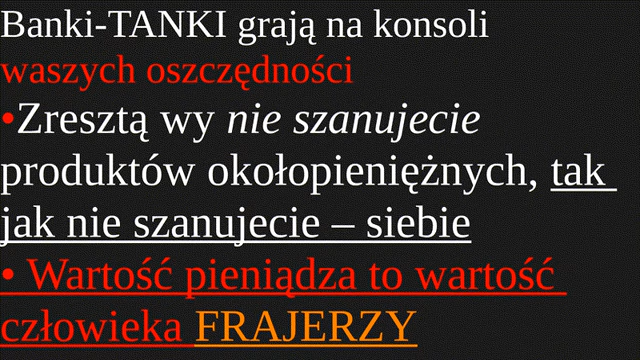 Banki-TANKI grają na konsoli
waszych oszczędności
•Zresztą wy nie szanujecie
produktów okołopieniężnych, tak
jak nie szanujecie – siebie
• Wartość pieniądza to wartość
człowieka FRAJERZY